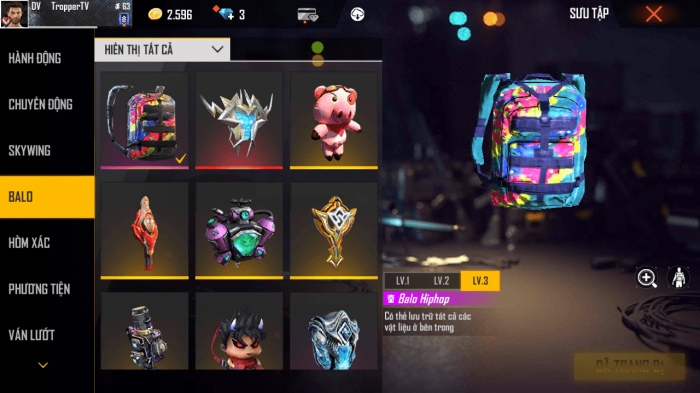 DV TropperTV #63
2.596
3
SƯU TẬP
HÀNH ĐỘNG
CHUYỂN ĐỘNG
SKYWING
BALO
HÒM XÁC
PHƯƠNG TIỆN
VÁN LƯỚT
HIỂN THỊ TẤT CẢ
LV.1 LV.2 LV.3
Balo Hiphop
Có thể lưu trữ tất cả các
vật liệu ở bên trong
ĐÃ TRANG BỊ